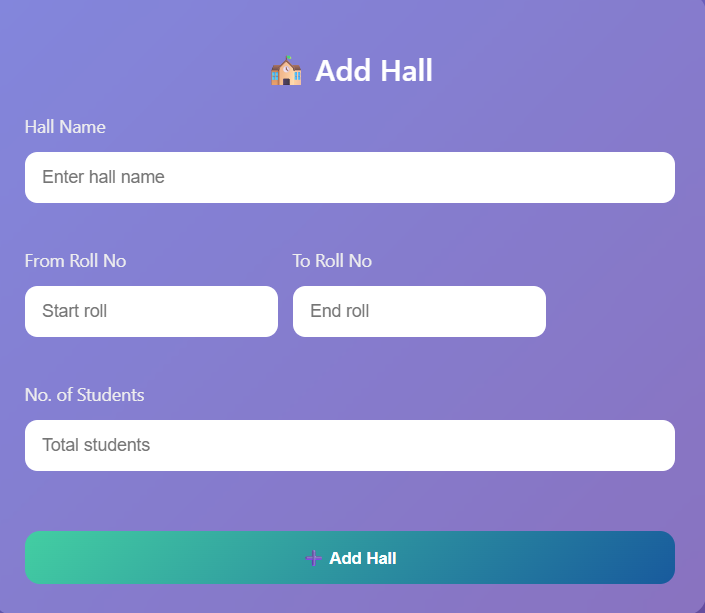 Add Hall
Hall Name
Enter hall name
From Roll No To Roll No
Start roll End roll
No. of Students
Total students
Add Hall